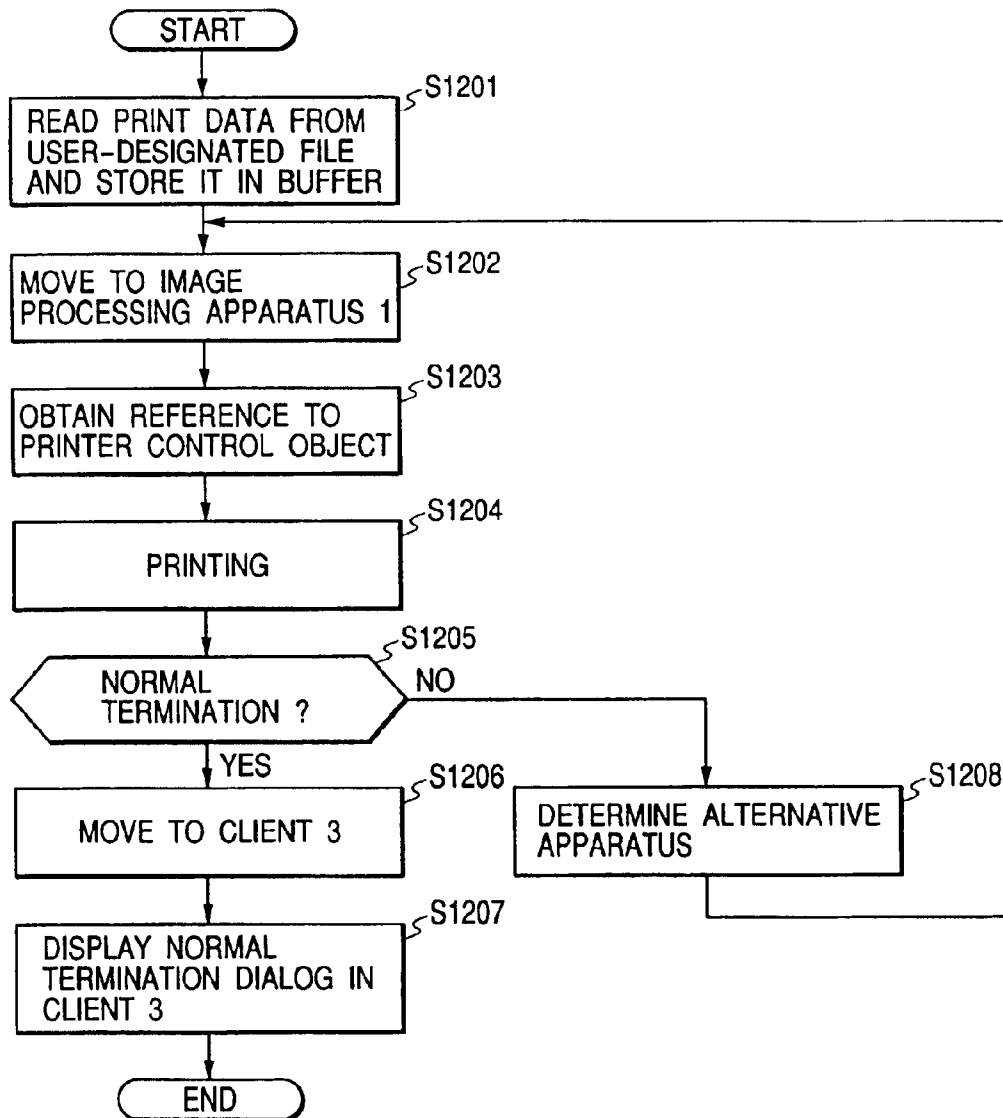 START
S1201
READ PRINT DATA FROM
USER-DESIGNATED FILE
AND STORE IT IN BUFFER
S1202
MOVE TO IMAGE
PROCESSING APPARATUS 1
S1203
OBTAIN REFERENCE TO
PRINTER CONTROL OBJECT
S1204
PRINTING
S1205
NORMAL
TERMINATION ?
NO
YES
S1206
MOVE TO CLIENT 3
S1208
DETERMINE ALTERNATIVE
APPARATUS
S1207
DISPLAY NORMAL
TERMINATION DIALOG IN
CLIENT 3
END